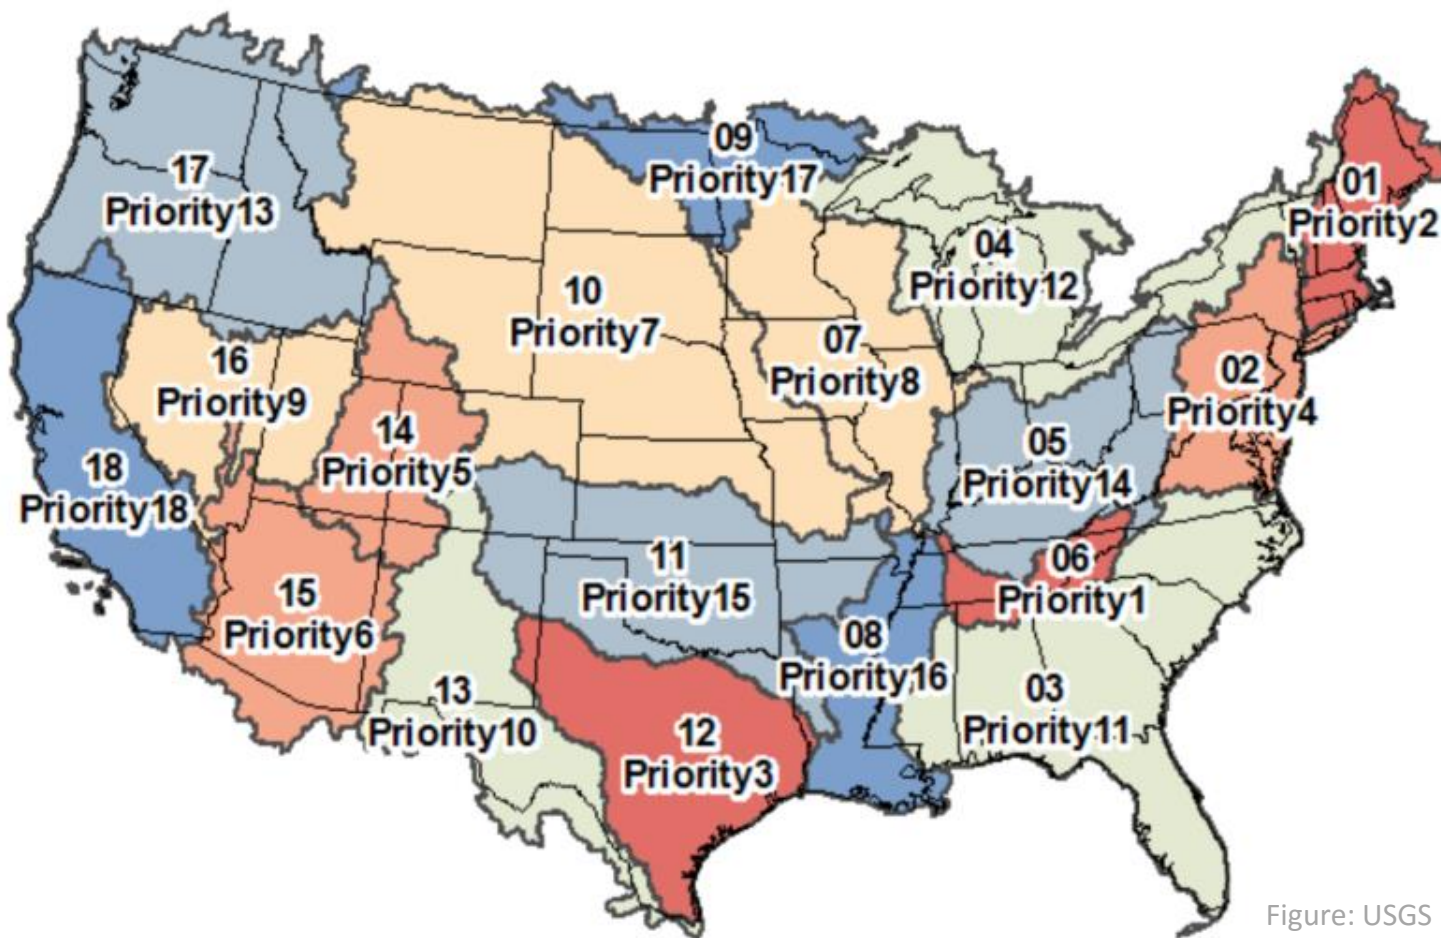 09
Priority17
17
Priority13
01
Priority2
04
Priority12
10
Priority7
07
Priority8
16
Priority9
02
Priority4
14
Priority5
05
Priority14
18
Priority18
11
Priority15
06
Priority1
15
Priority6
08
Priority16
13
Priority10
03
Priority11
12
Priority3
Figure: USGS